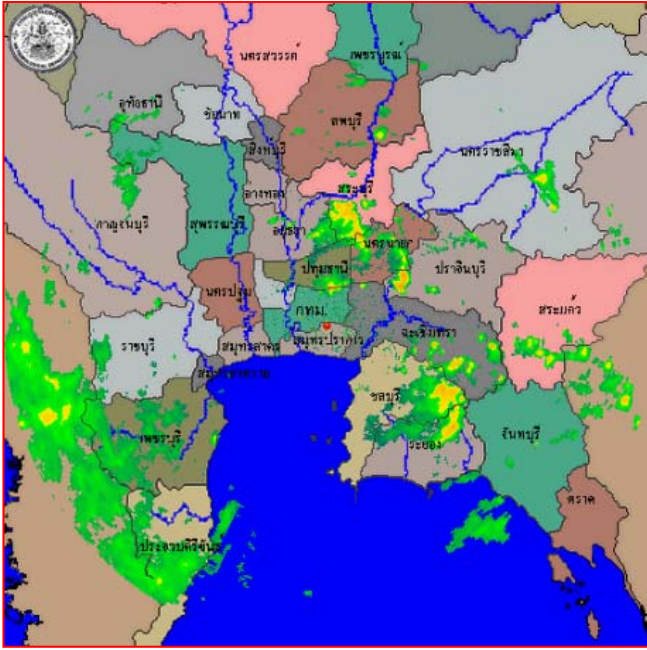 นครสวรรค์
เพชรบูรณ์
อุทัยธานี
ชัยนาท
ลพบุรี
สิงห์บุรี
นครราชสีมา
สระบุรี
อ่างทอง
กาญจนบุรี
สุพรรณบุรี
อยุธยา
นครนายก
ปทุมธานี
ปราจีนบุรี
นครปฐม
สระแก้ว
กทม.
ราชบุรี
สมุทรสาคร
สมุทรปราการ
ฉะเชิงเทรา
ชลบุรี
เพชรบุรี
ระยอง
จันทบุรี
ตราด
ประจวบคีรีขันธ์